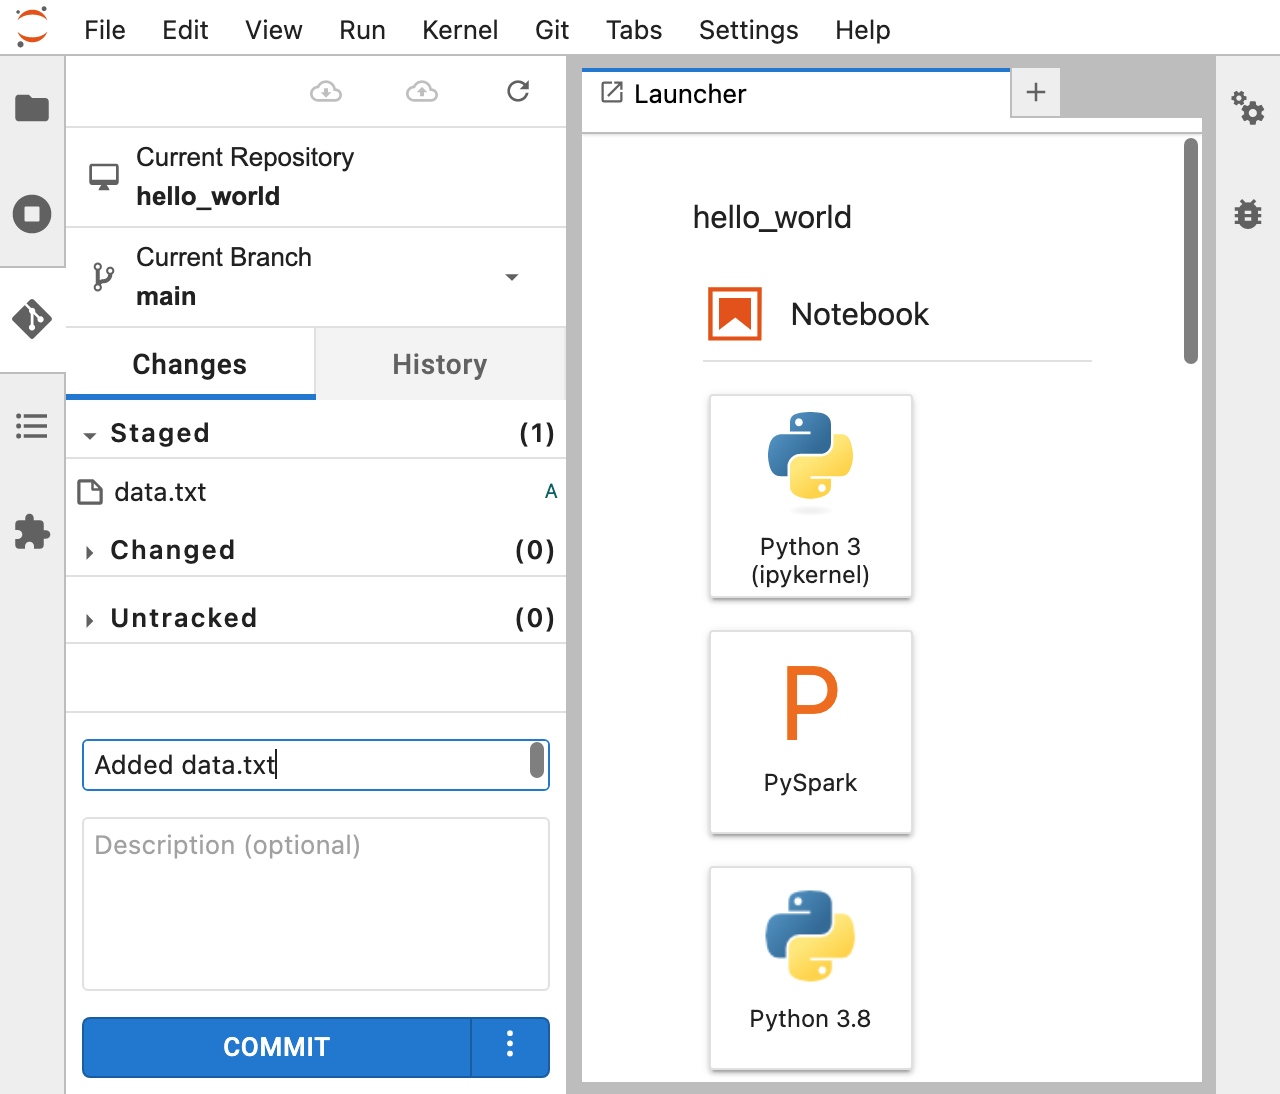 File Edit View Run Kernel Git Tabs Settings Help
Current Repository
hello_world
Current Branch
main
Changes History
Staged (1)
data.txt A
Changed (0)
Untracked (0)
Added data.txt
Description (optional)
COMMIT
Launcher
hello_world
Notebook
Python 3
(ipykernel)
P
PySpark
Python 3.8